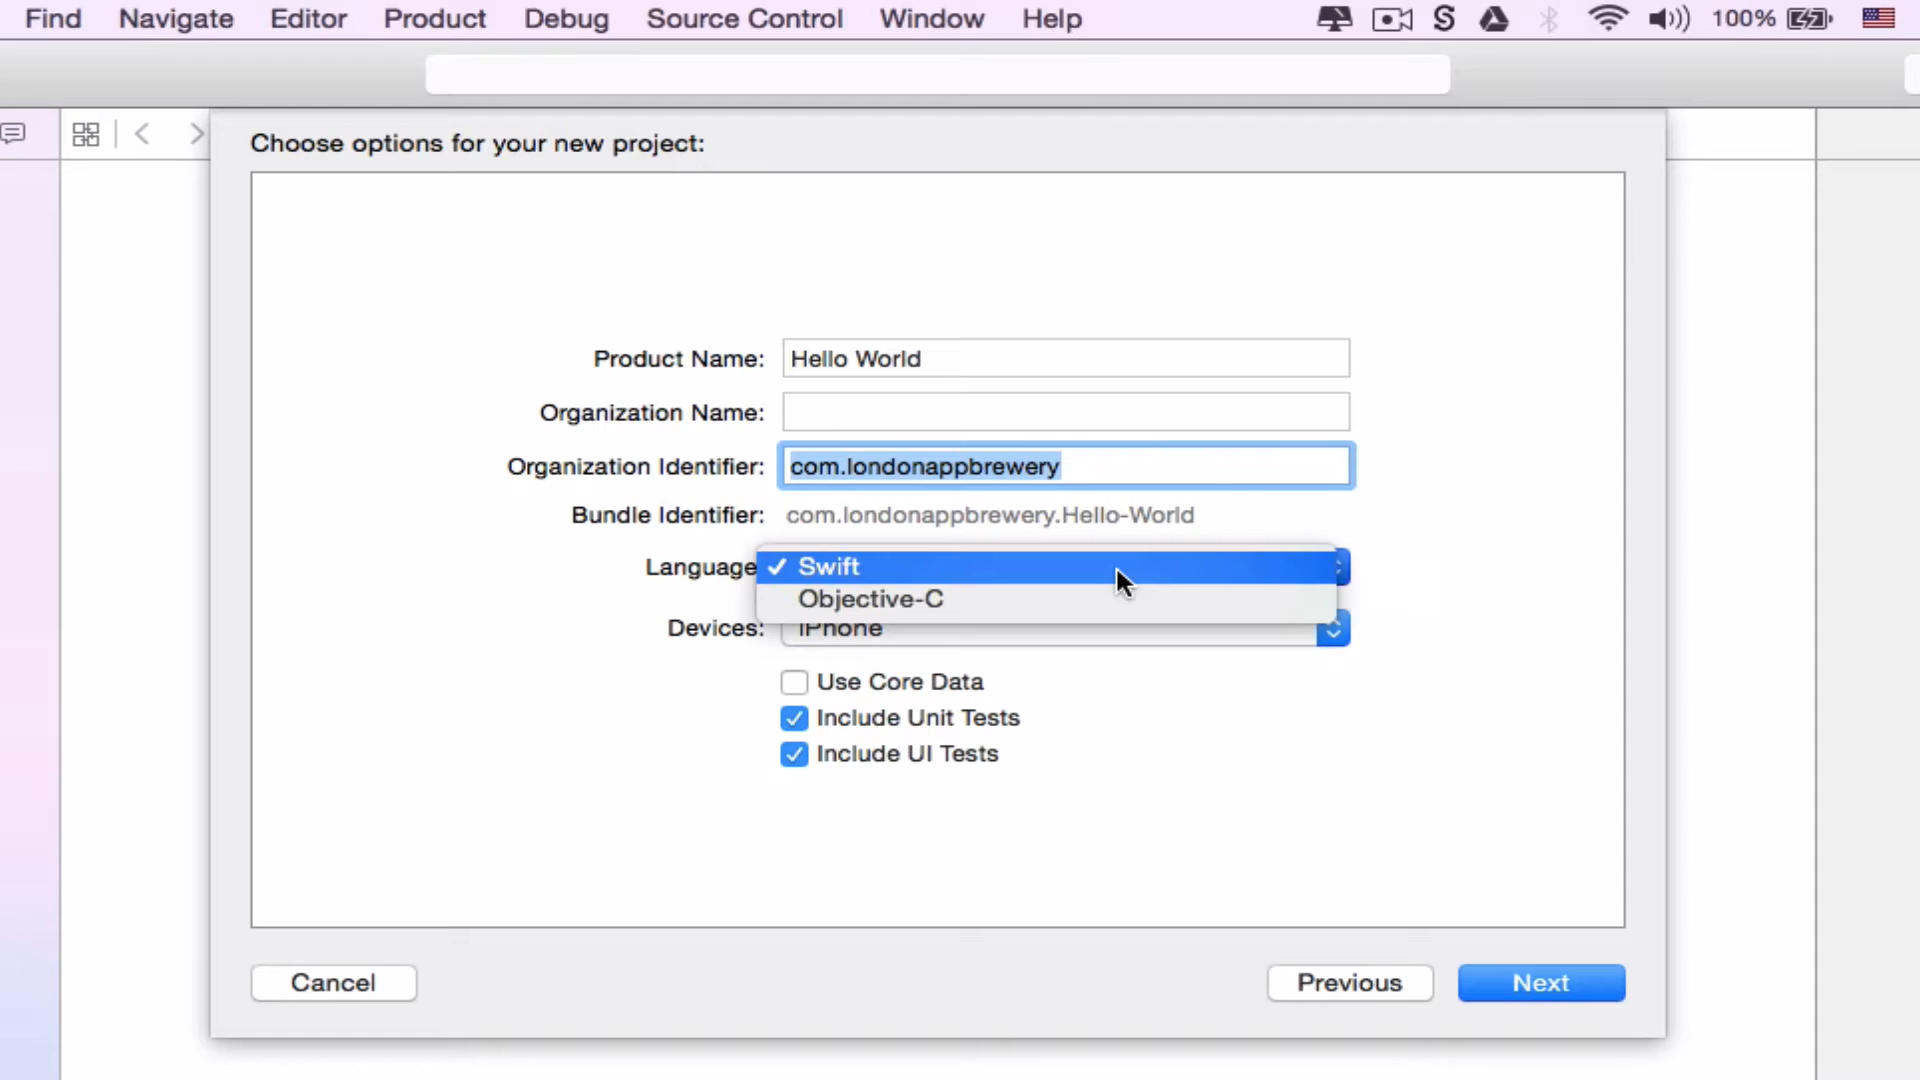 Find Navigate Editor Product Debug Source Control Window Help 100%
Choose options for your new project:
Product Name: Hello World
Organization Name:
Organization Identifier: com.londonappbrewery
Bundle Identifier: com.londonappbrewery.Hello-World
Language ✓ Swift
Objective-C
Devices: iPhone
Use Core Data
Include Unit Tests
Include UI Tests
Cancel Previous Next